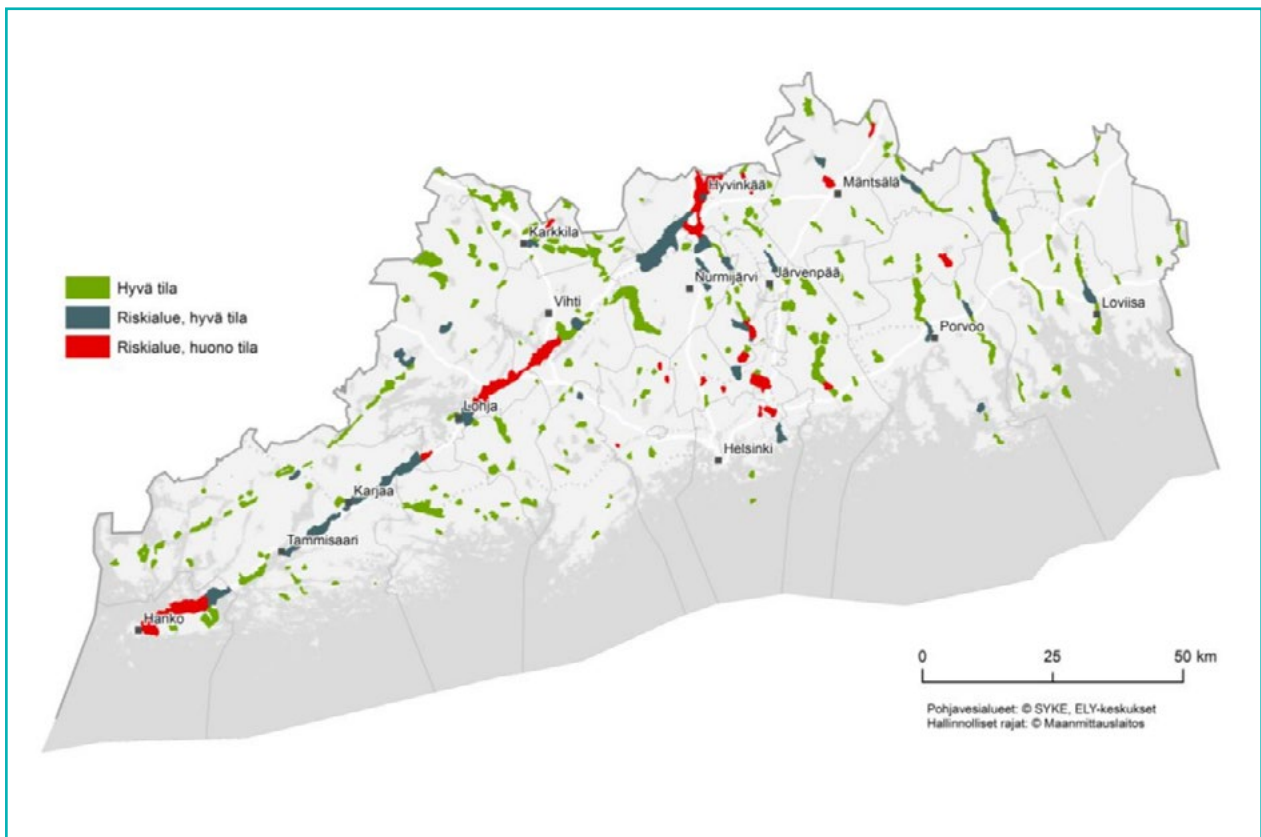 Hyvinkää
Mäntsälä
Karkkila
Hyvä tila
Riskialue, hyvä tila
Riskialue, huono tila
Nurmijärvi
Järvenpää
Vihti
Loviisa
Porvoo
Lohja
Helsinki
Karjaa
Tammisaari
Hanko
0 25 50 km
Pohjavesialueet: © SYKE, ELY-keskukset
Hallinnolliset rajat: © Maanmittauslaitos